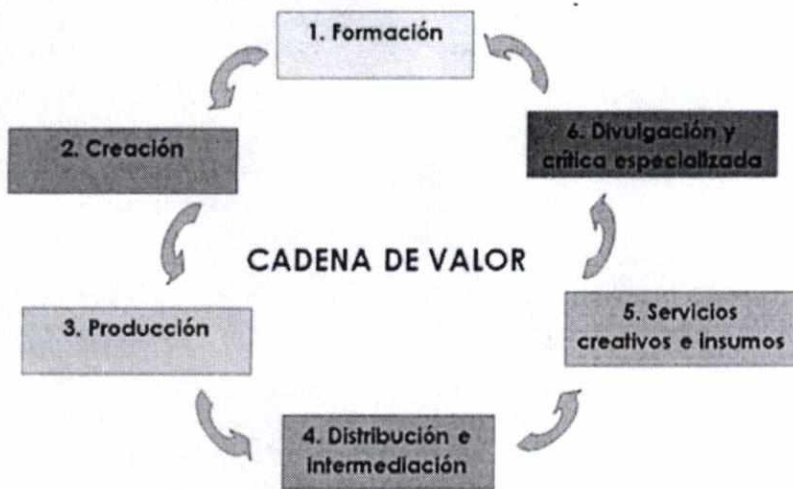 1. Formación
2. Creación
3. Producción
4. Distribución e
intermediación
5. Servicios
creativos e insumos
6. Divulgación y
crítica especializada
CADENA DE VALOR